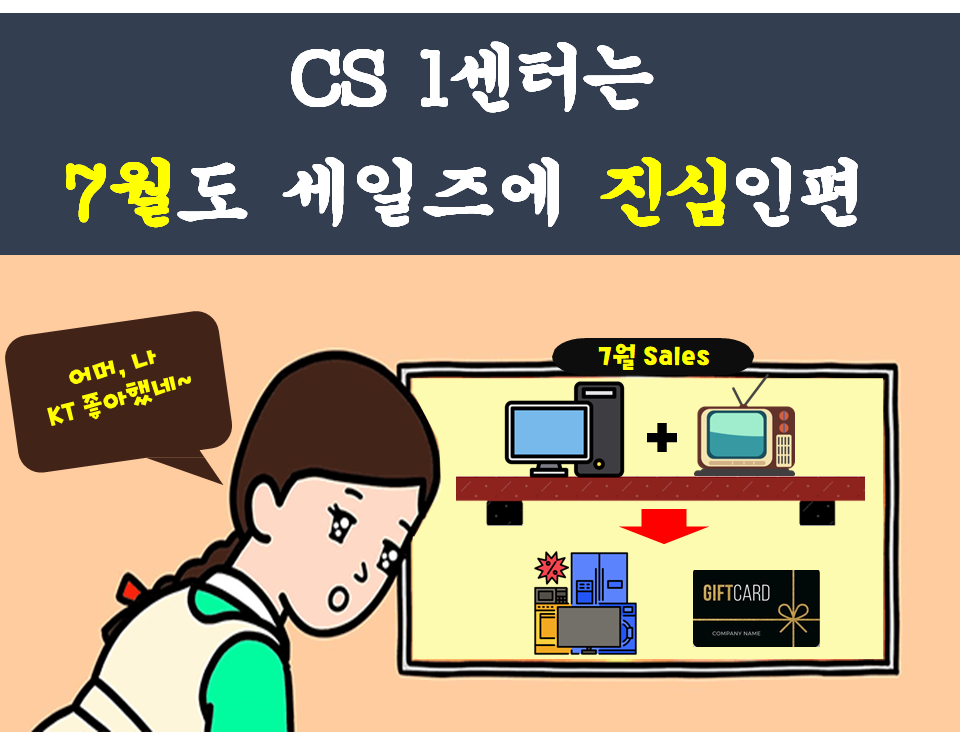 CS 1센터는
7월도 세일즈에 진심인편
어머, 나
KT 좋아했네~
7월 Sales
GIFTCARD
COMPANY NAME